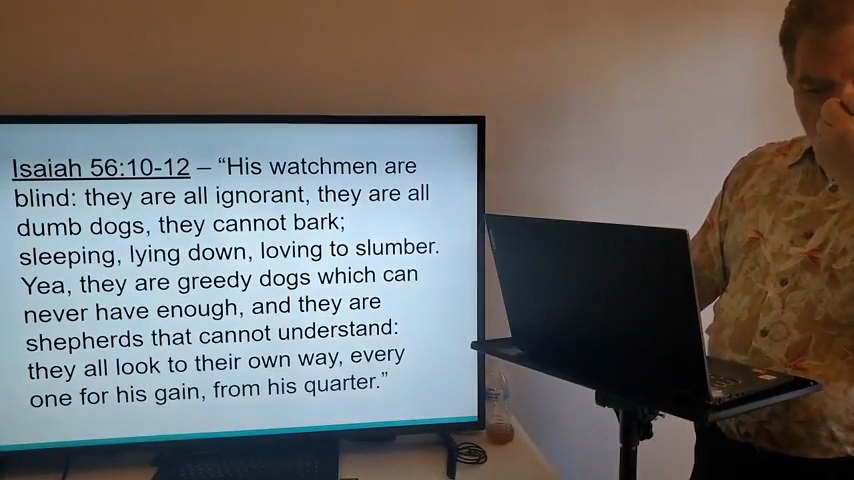 Isaiah 56:10-12 – “His watchmen are
blind: they are all ignorant, they are all
dumb dogs, they cannot bark;
sleeping, lying down, loving to slumber.
Yea, they are greedy dogs which can
never have enough, and they are
shepherds that cannot understand:
they all look to their own way, every
one for his gain, from his quarter.”